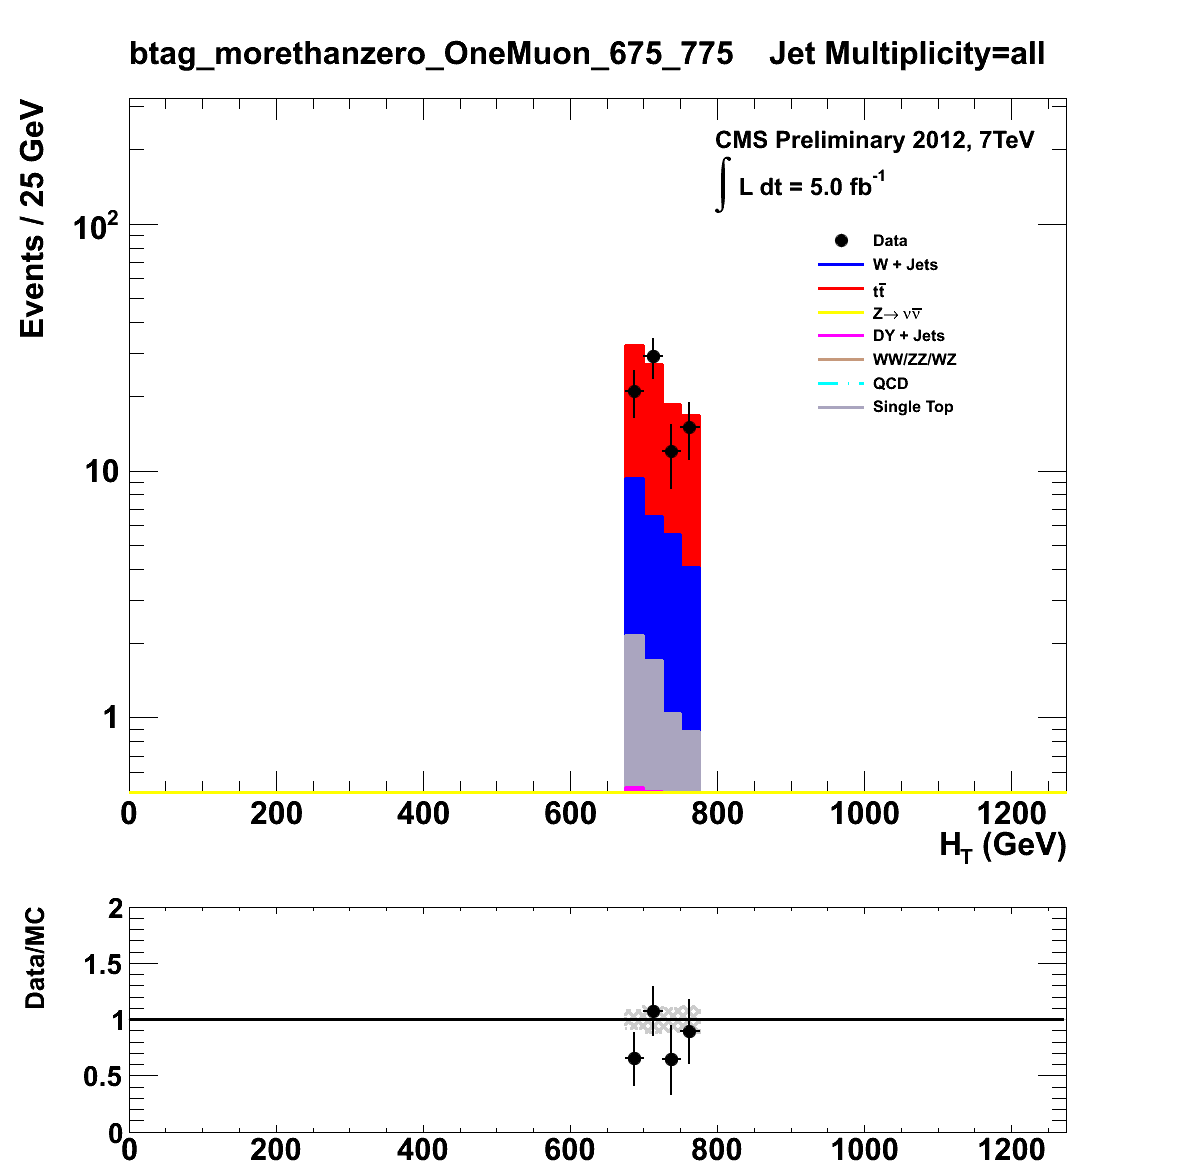 btag_morethanzero_OneMuon_675_775 Jet Multiplicity=all
Events / 25 GeV
CMS Preliminary 2012, 7TeV
∫ L dt = 5.0 fb⁻¹
Data
W + Jets
tt̅
Z→ νν̅
DY + Jets
WW/ZZ/WZ
QCD
Single Top
10²
10
1
0 200 400 600 800 1000 1200
H_T (GeV)
Data/MC
2
1.5
1
0.5
0
0 200 400 600 800 1000 1200